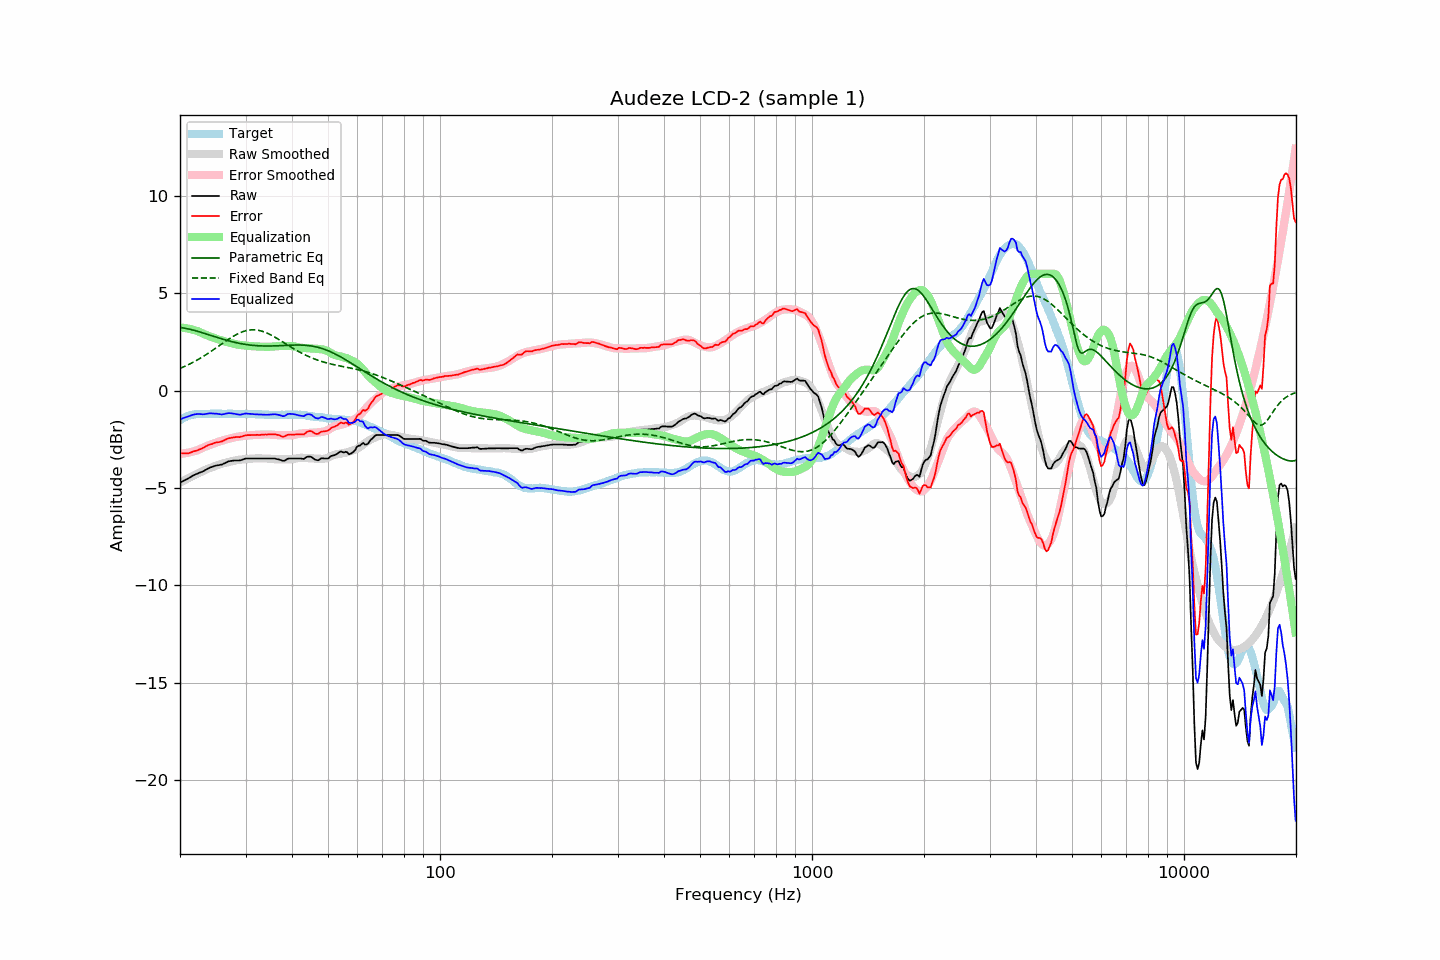 Audeze LCD-2 (sample 1)
Target
Raw Smoothed
Error Smoothed
Raw
Error
Equalization
Parametric Eq
Fixed Band Eq
Equalized
10
5
0
−5
−10
−15
−20
Amplitude (dBr)
100
1000
10000
Frequency (Hz)